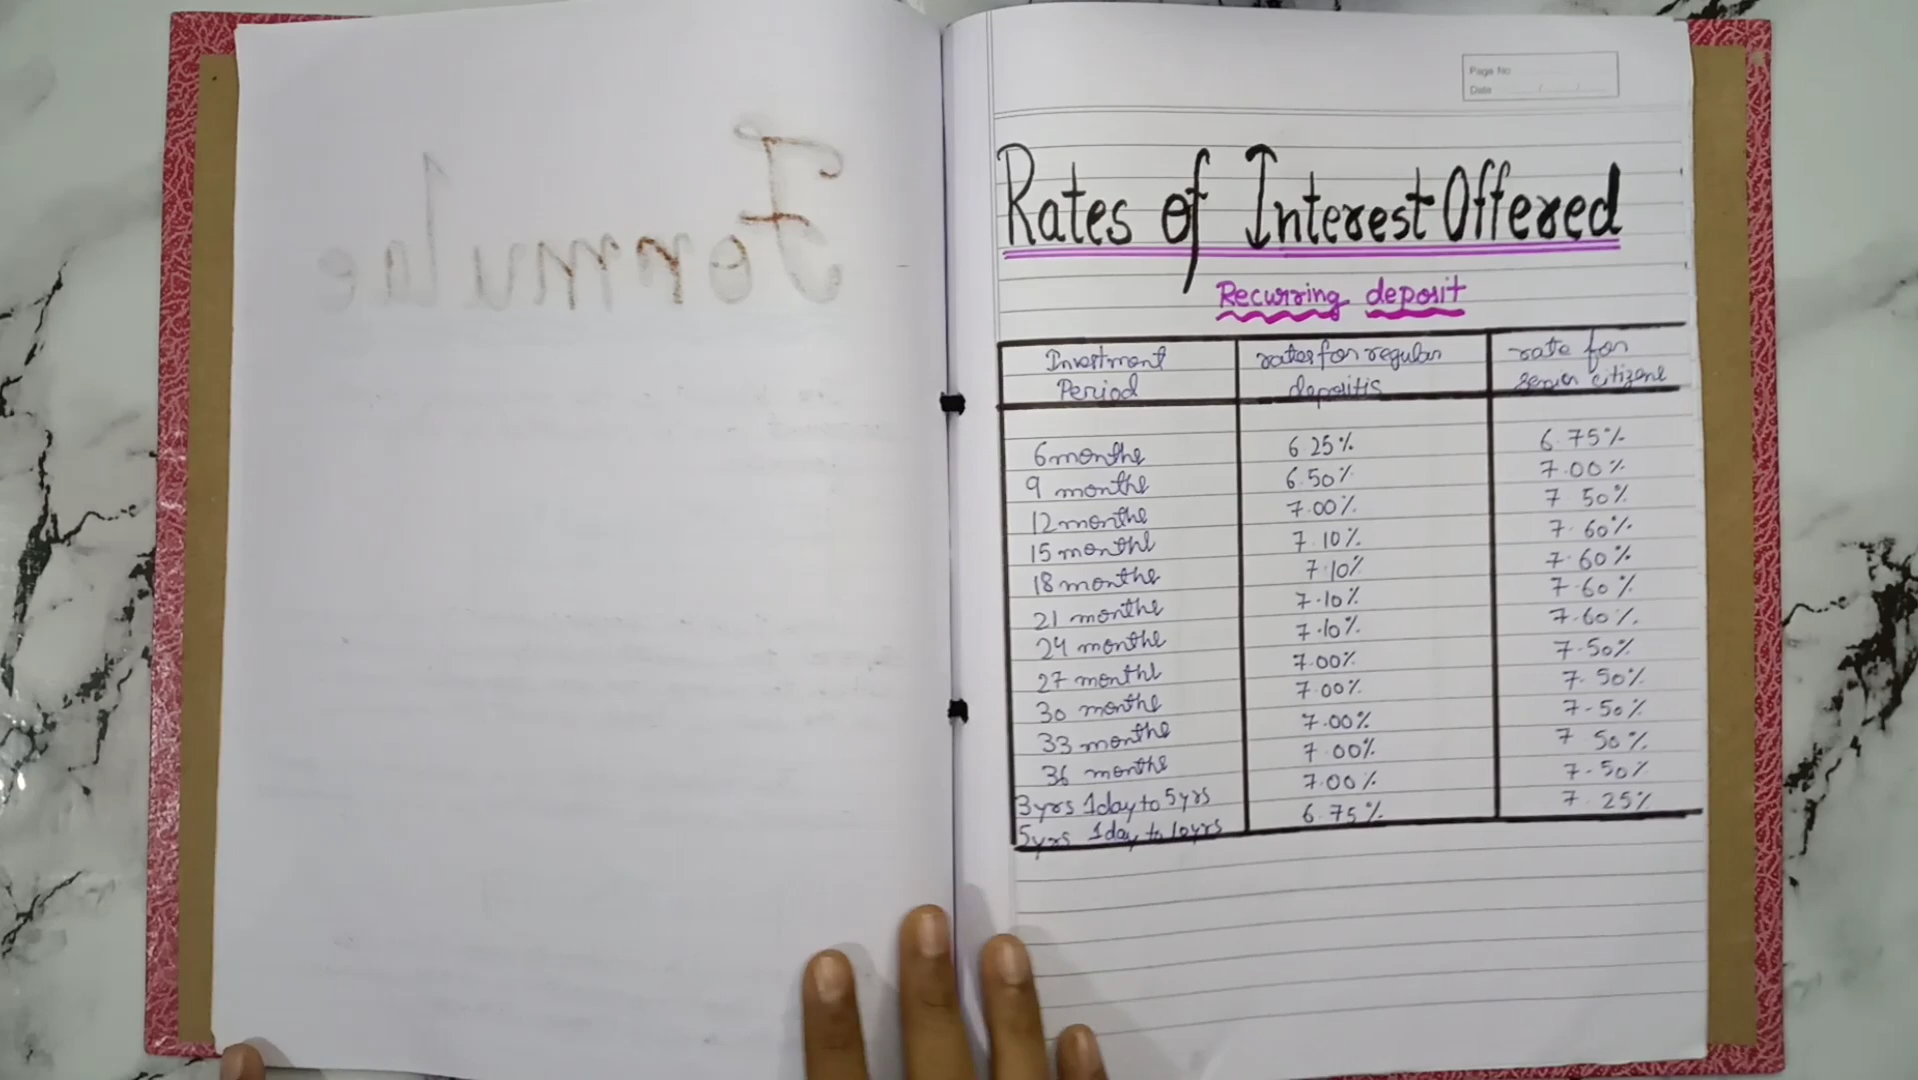 Formulae
Page No
Date / /
Rates of Interest Offered
Recurring deposit
Investment Period rates for regular depositis rate for senior citizens
6 months 6 25% 6.75%
9 months 6.50% 7.00%
12 months 7.00% 7 50%
15 months 7.10% 7.60%
18 months 7.10% 7.60%
21 months 7.10% 7.60%
24 months 7.10% 7.60%
27 months 7.00% 7.50%
30 months 7.00% 7.50%
33 months 7.00% 7.50%
36 months 7.00% 7 50%
3yrs 1day to 5yrs 7.00% 7.50%
5yrs 1day to 10yrs 6.75% 7.25%